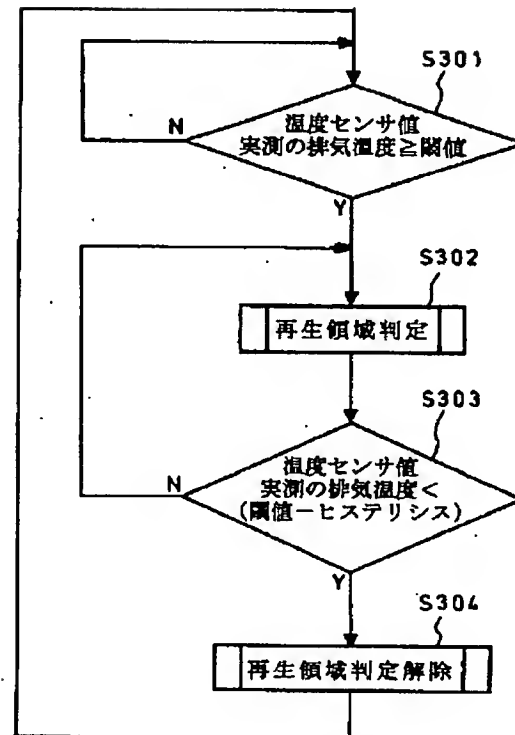 S301
温度センサ値
実測の排気温度≧閾値
N
Y
S302
再生領域判定
S303
温度センサ値
実測の排気温度<
(閾値-ヒステリシス)
N
Y
S304
再生領域判定解除